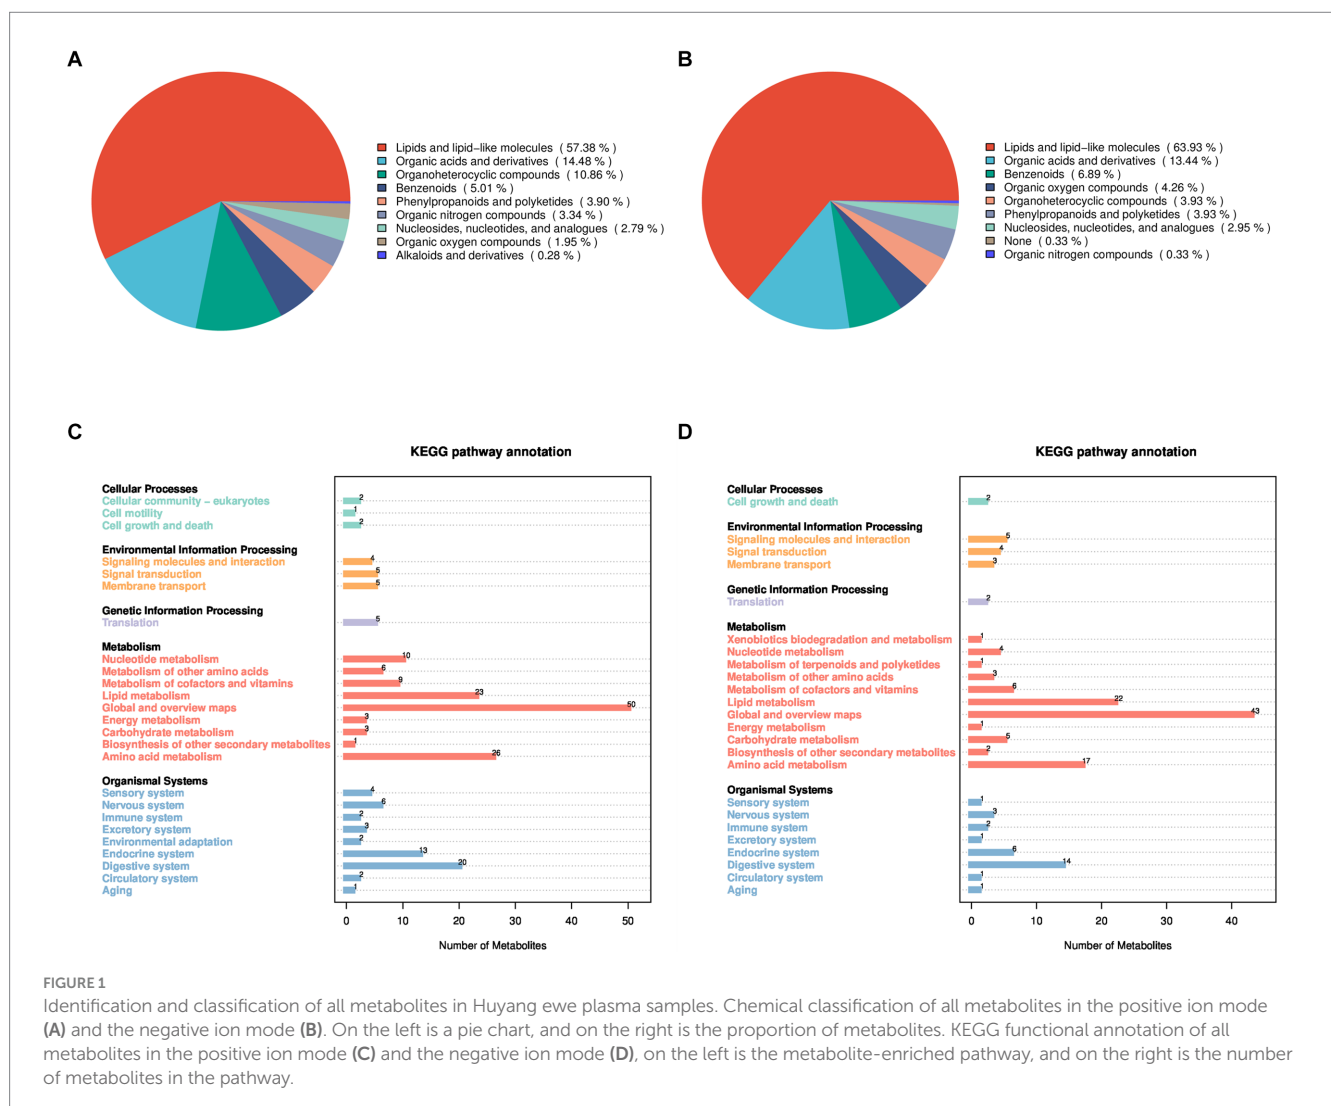 A
Lipids and lipid−like molecules ( 57.38 % )
Organic acids and derivatives ( 14.48 % )
Organoheterocyclic compounds ( 10.86 % )
Benzenoids ( 5.01 % )
Phenylpropanoids and polyketides ( 3.90 % )
Organic nitrogen compounds ( 3.34 % )
Nucleosides, nucleotides, and analogues ( 2.79 % )
Organic oxygen compounds ( 1.95 % )
Alkaloids and derivatives ( 0.28 % )
B
Lipids and lipid−like molecules ( 63.93 % )
Organic acids and derivatives ( 13.44 % )
Benzenoids ( 6.89 % )
Organic oxygen compounds ( 4.26 % )
Organoheterocyclic compounds ( 3.93 % )
Phenylpropanoids and polyketides ( 3.93 % )
Nucleosides, nucleotides, and analogues ( 2.95 % )
None ( 0.33 % )
Organic nitrogen compounds ( 0.33 % )
C
KEGG pathway annotation
Cellular Processes
Cellular community − eukaryotes 2
Cell motility 1
Cell growth and death 2
Environmental Information Processing
Signaling molecules and interaction 4
Signal transduction 5
Membrane transport 5
Genetic Information Processing
Translation 5
Metabolism
Nucleotide metabolism 10
Metabolism of other amino acids 6
Metabolism of cofactors and vitamins 9
Lipid metabolism 23
Global and overview maps 50
Energy metabolism 3
Carbohydrate metabolism 3
Biosynthesis of other secondary metabolites 1
Amino acid metabolism 26
Organismal Systems
Sensory system 4
Nervous system 6
Immune system 2
Excretory system 3
Environmental adaptation 2
Endocrine system 13
Digestive system 20
Circulatory system 2
Aging 1
0 10 20 30 40 50
Number of Metabolites
D
KEGG pathway annotation
Cellular Processes
Cell growth and death 2
Environmental Information Processing
Signaling molecules and interaction 5
Signal transduction 4
Membrane transport 3
Genetic Information Processing
Translation 2
Metabolism
Xenobiotics biodegradation and metabolism 1
Nucleotide metabolism 4
Metabolism of terpenoids and polyketides 1
Metabolism of other amino acids 3
Metabolism of cofactors and vitamins 6
Lipid metabolism 22
Global and overview maps 43
Energy metabolism 1
Carbohydrate metabolism 5
Biosynthesis of other secondary metabolites 2
Amino acid metabolism 17
Organismal Systems
Sensory system 1
Nervous system 3
Immune system 2
Excretory system 1
Endocrine system 6
Digestive system 14
Circulatory system 1
Aging 1
0 10 20 30 40
Number of Metabolites
FIGURE 1
Identification and classification of all metabolites in Huyang ewe plasma samples. Chemical classification of all metabolites in the positive ion mode
(A) and the negative ion mode (B). On the left is a pie chart, and on the right is the proportion of metabolites. KEGG functional annotation of all
metabolites in the positive ion mode (C) and the negative ion mode (D), on the left is the metabolite-enriched pathway, and on the right is the number
of metabolites in the pathway.